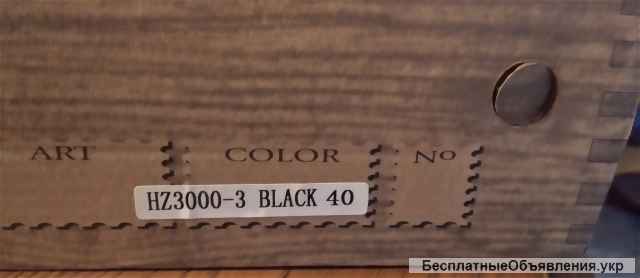 ART COLOR Nº
HZ3000-3 BLACK 40
БесплатныеОбъявления.укр